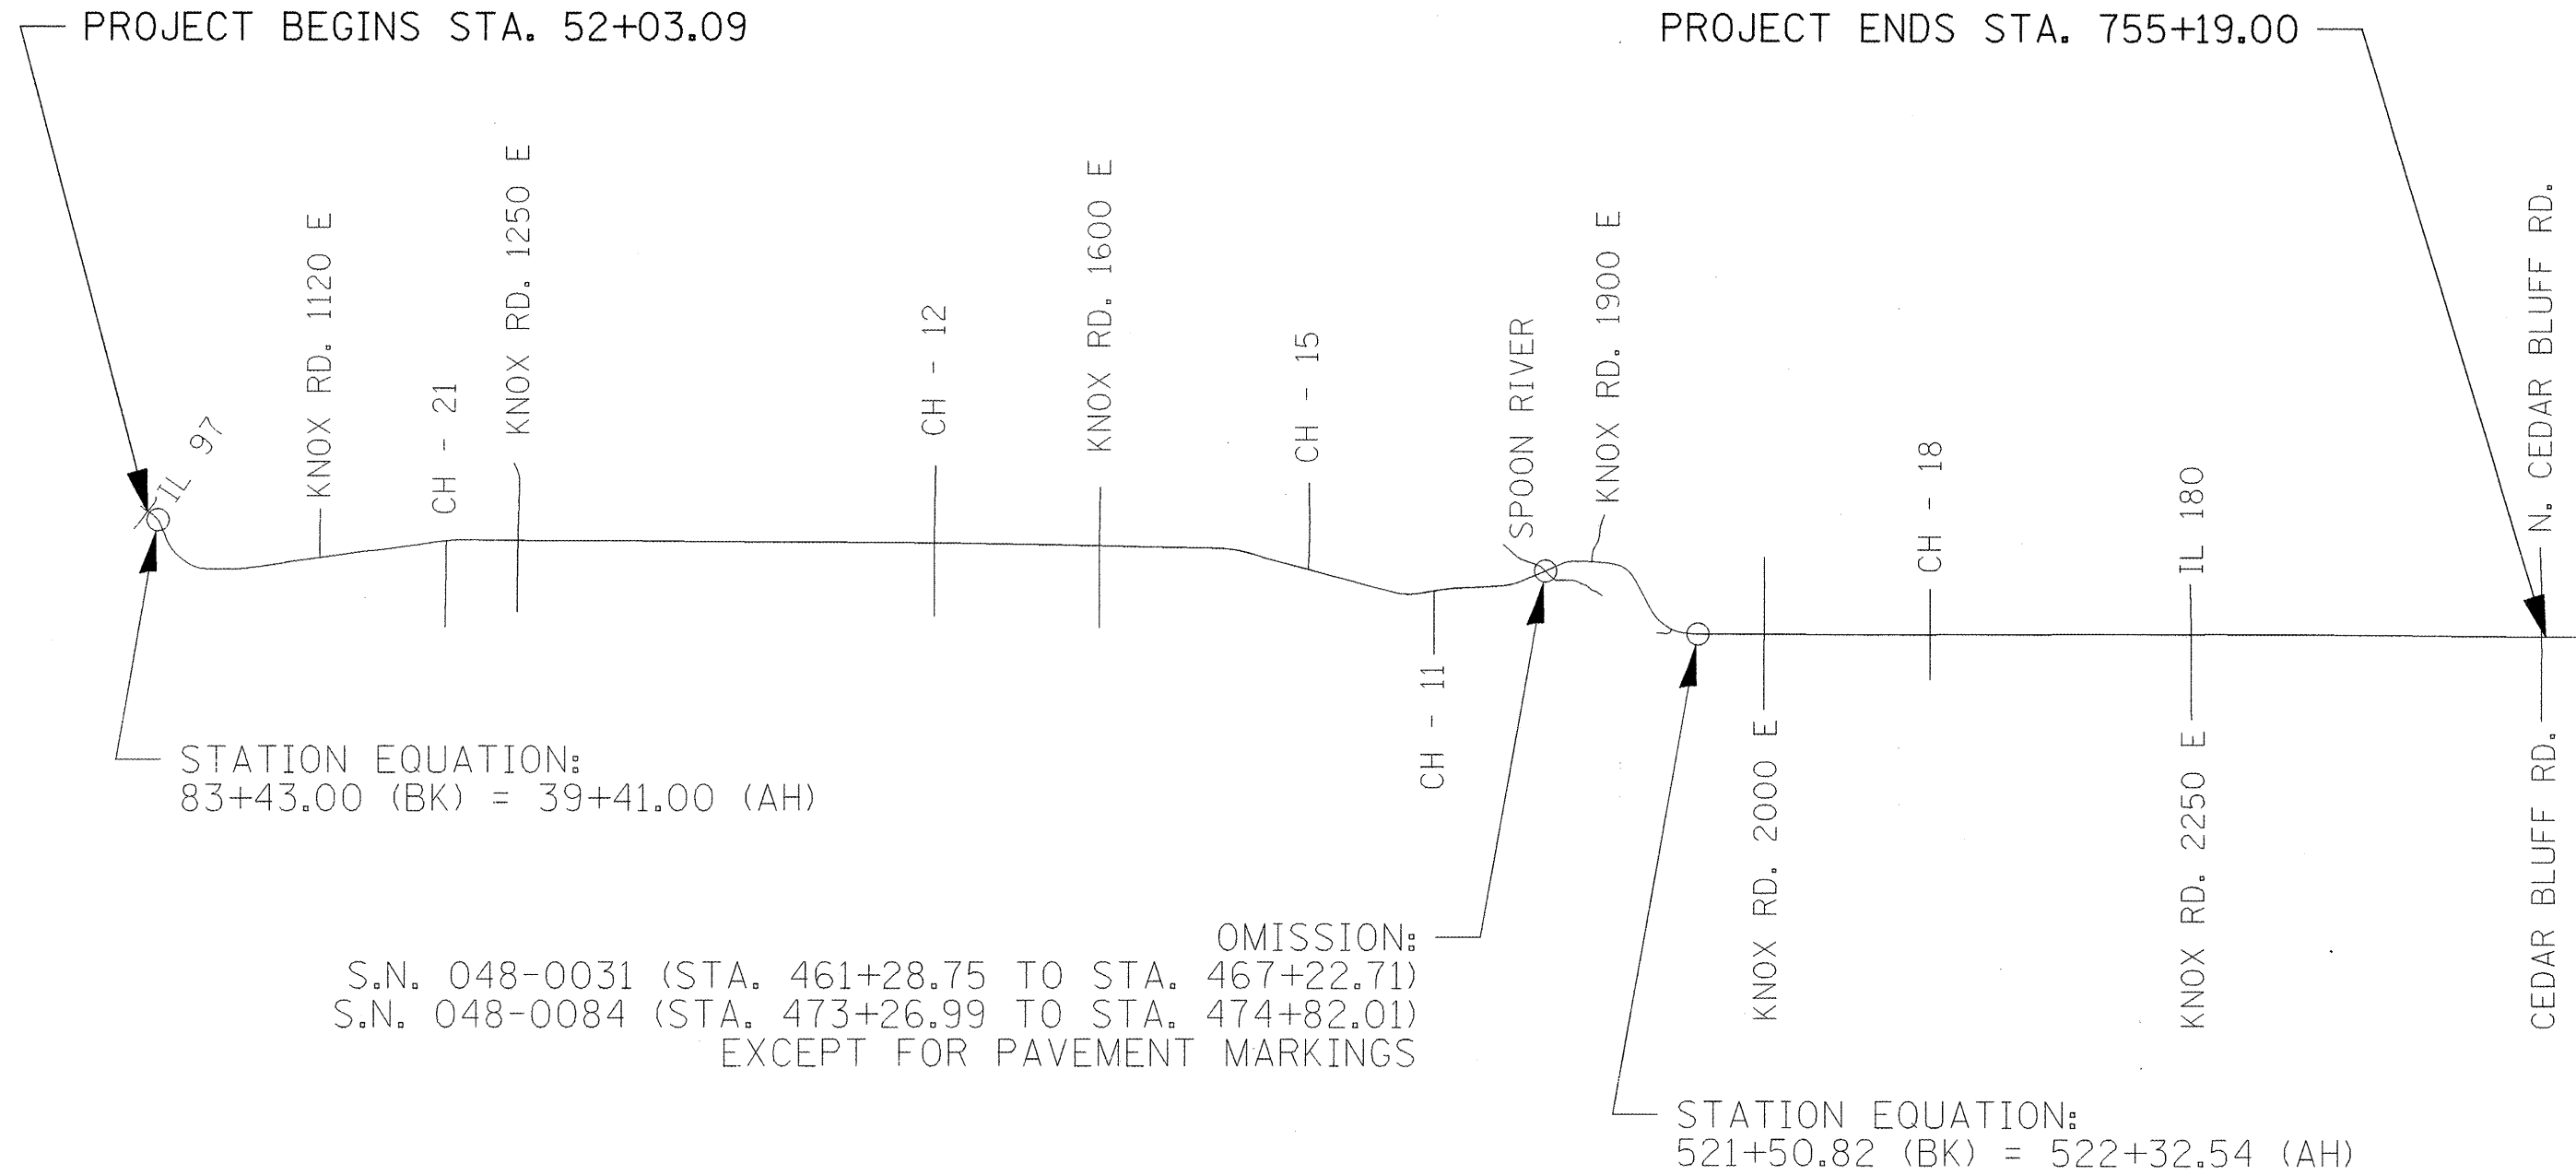 PROJECT BEGINS STA. 52+03.09
PROJECT ENDS STA. 755+19.00
IL 97
KNOX RD. 1120 E
CH - 21
KNOX RD. 1250 E
CH - 12
KNOX RD. 1600 E
CH - 15
CH - 11
SPOON RIVER
KNOX RD. 1900 E
KNOX RD. 2000 E
CH - 18
IL 180
KNOX RD. 2250 E
N. CEDAR BLUFF RD.
CEDAR BLUFF RD.
STATION EQUATION:
83+43.00 (BK) = 39+41.00 (AH)
OMISSION:
S.N. 048-0031 (STA. 461+28.75 TO STA. 467+22.71)
S.N. 048-0084 (STA. 473+26.99 TO STA. 474+82.01)
EXCEPT FOR PAVEMENT MARKINGS
STATION EQUATION:
521+50.82 (BK) = 522+32.54 (AH)